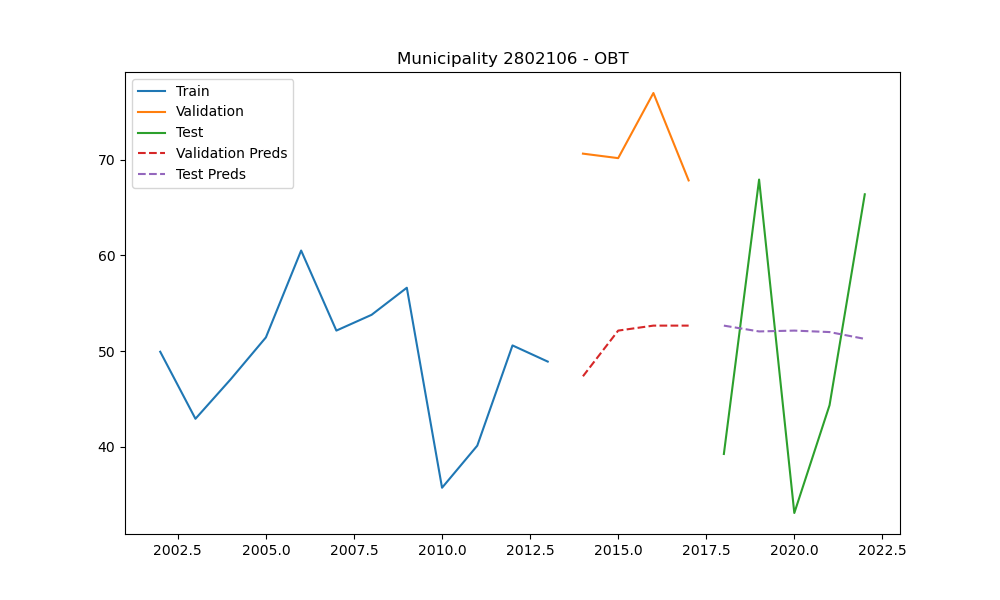 Municipality 2802106 - OBT
Train
Validation
Test
Validation Preds
Test Preds
70
60
50
40
2002.5 2005.0 2007.5 2010.0 2012.5 2015.0 2017.5 2020.0 2022.5